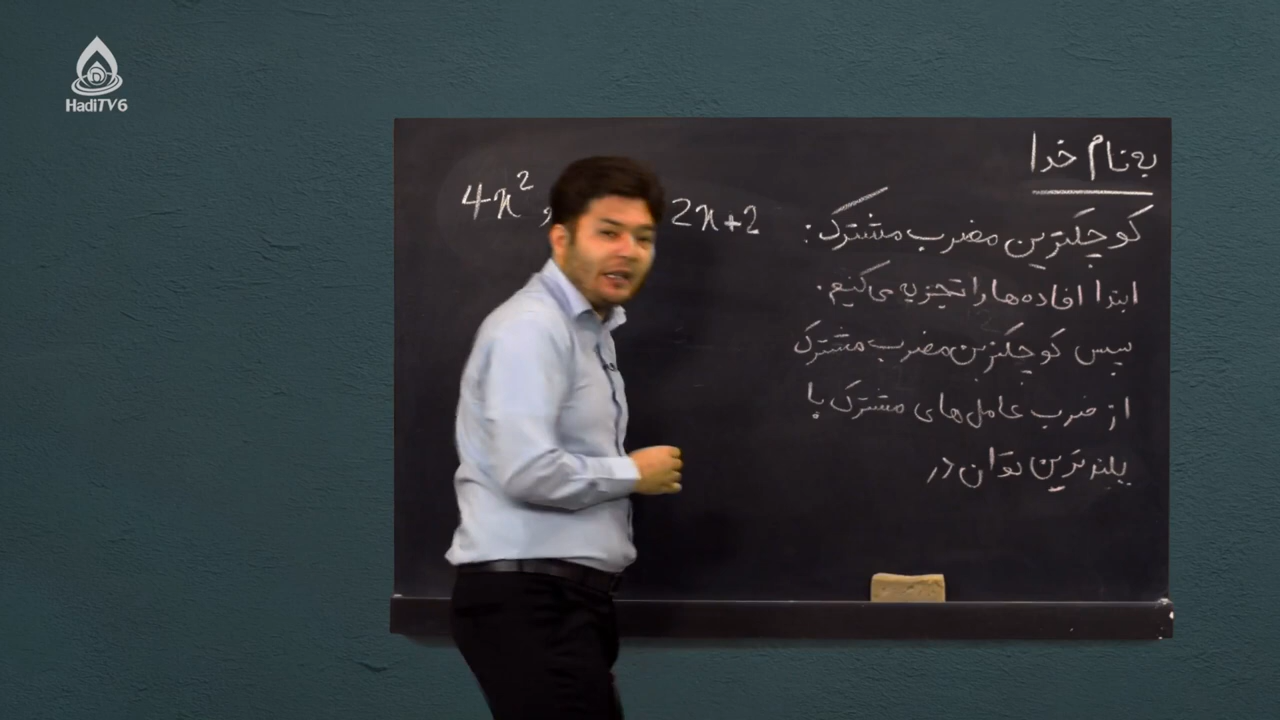 HadiTV6
به نام خدا
کوچکترین مضرب مشترک:
4x², 2x+2
ابتدا افاده ها را تجزیه می کنیم.
سپس کوچکترین مضرب مشترک
از ضرب عامل های مشترک با
بلندترین توان در